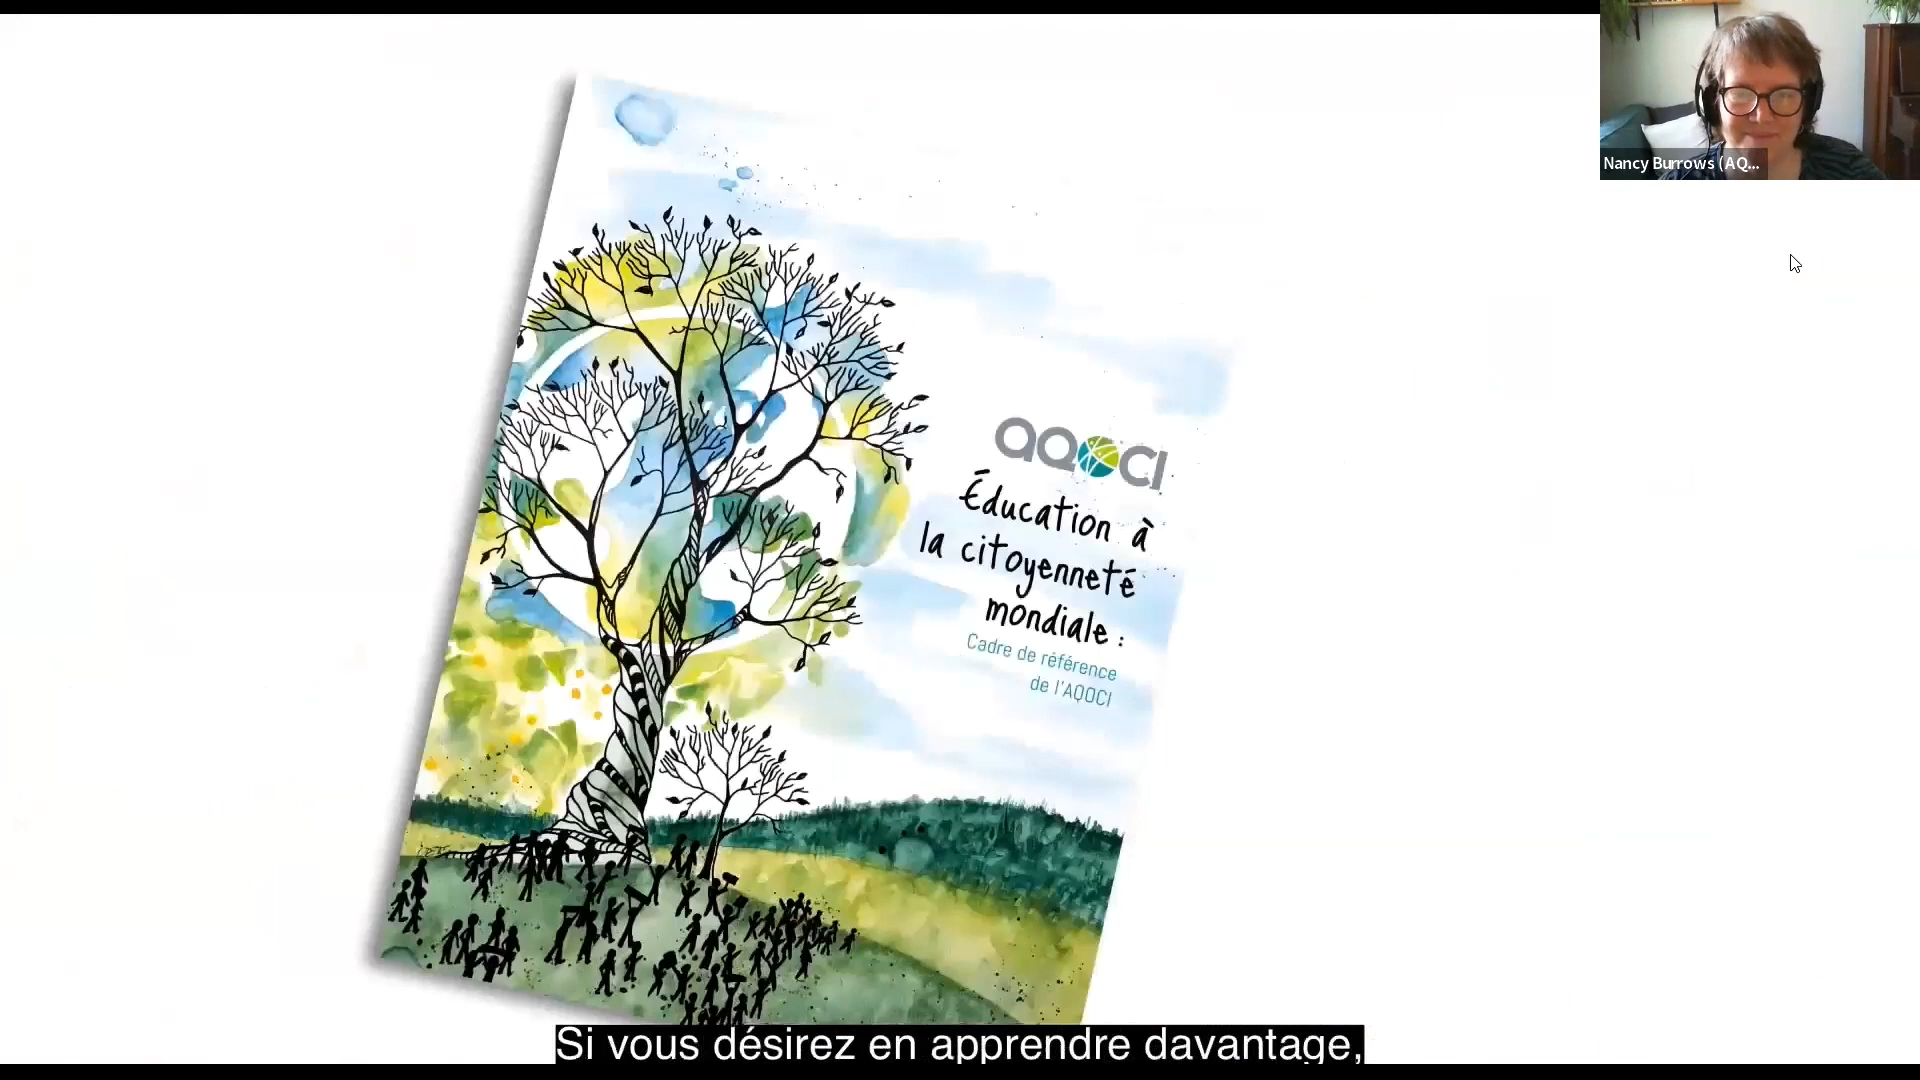 Nancy Burrows (AQ...
AQOCI
Éducation à
la citoyenneté
mondiale :
Cadre de référence
de l'AQOCI
Si vous désirez en apprendre davantage,